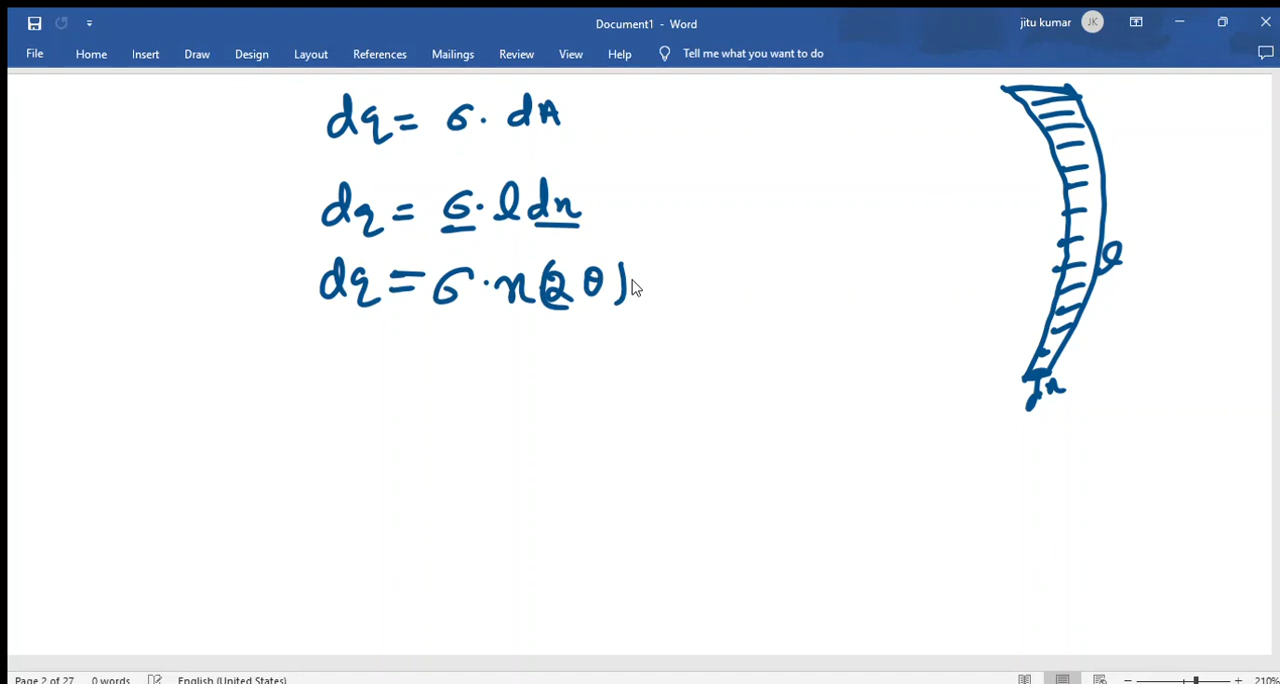 Document1 - Word
jitu kumar JK
File Home Insert Draw Design Layout References Mailings Review View Help Tell me what you want to do
dq = σ. dA
dq = σ. l dx
dq = σ. x(2θ)
l
dx
Page 2 of 27 0 words English (United States) 210%